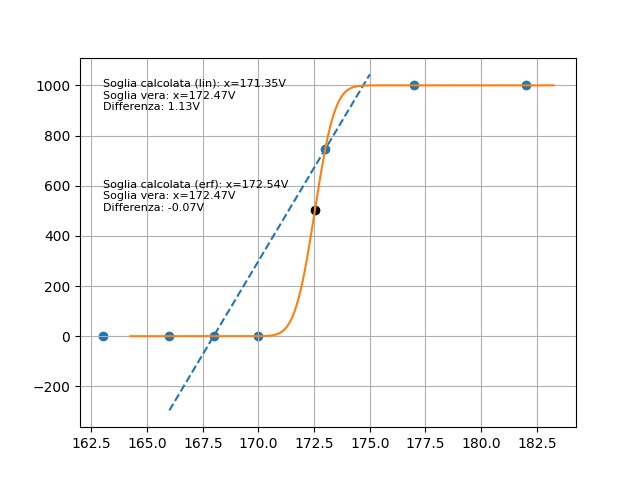 1000
800
600
400
200
0
−200
Soglia calcolata (lin): x=171.35V
Soglia vera: x=172.47V
Differenza: 1.13V
Soglia calcolata (erf): x=172.54V
Soglia vera: x=172.47V
Differenza: -0.07V
162.5 165.0 167.5 170.0 172.5 175.0 177.5 180.0 182.5